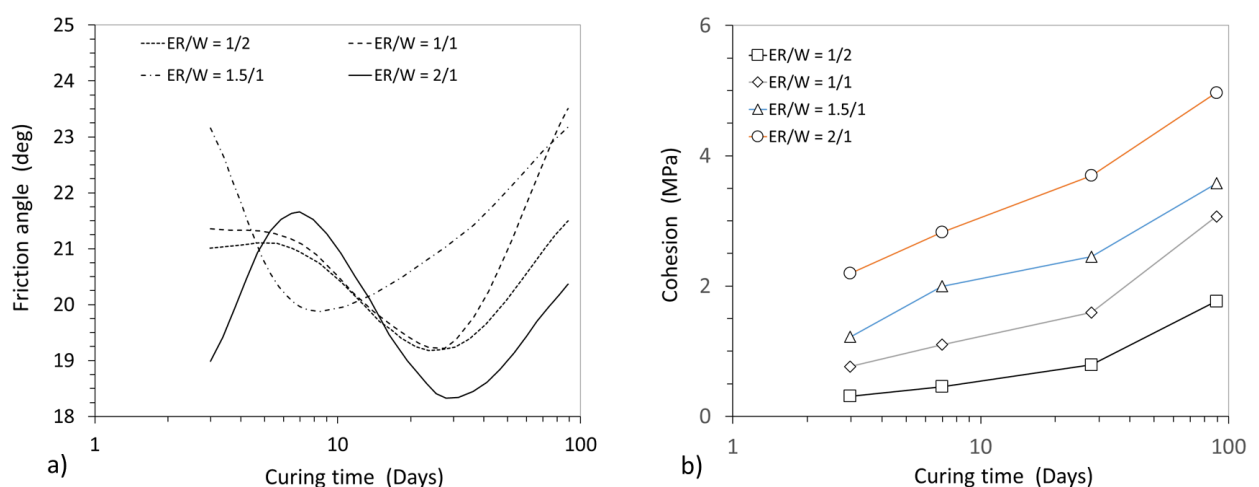 25
24
23
22
21
20
19
18
Friction angle (deg)
ER/W = 1/2
ER/W = 1/1
ER/W = 1.5/1
ER/W = 2/1
1
10
100
Curing time (Days)
a)
6
4
2
0
Cohesion (MPa)
ER/W = 1/2
ER/W = 1/1
ER/W = 1.5/1
ER/W = 2/1
1
10
100
Curing time (Days)
b)